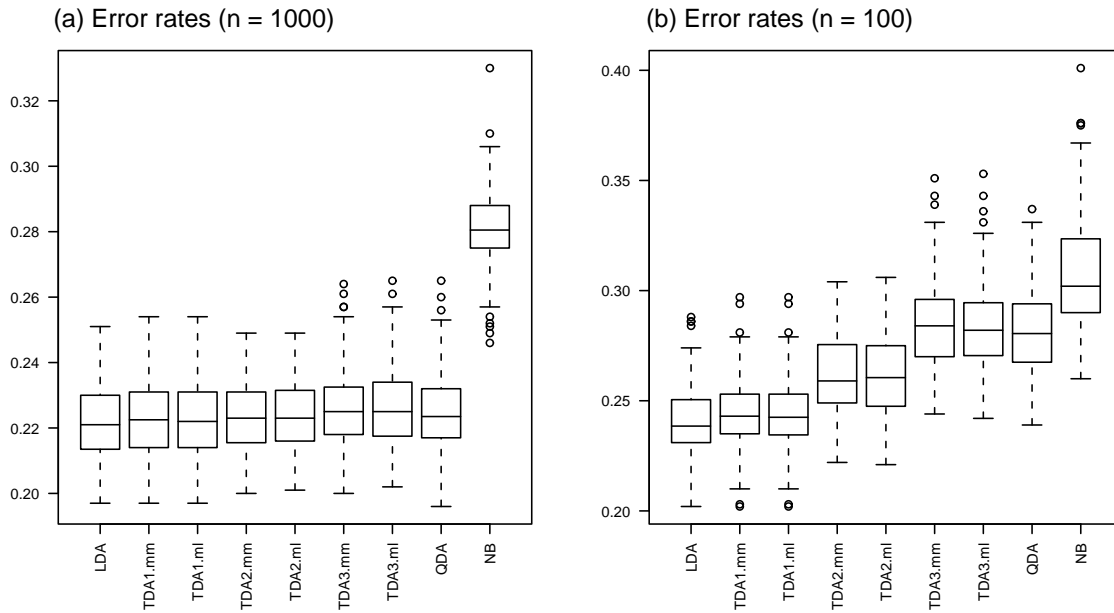 (a) Error rates (n = 1000)
0.32
0.30
0.28
0.26
0.24
0.22
0.20
LDA
TDA1.mm
TDA1.ml
TDA2.mm
TDA2.ml
TDA3.mm
TDA3.ml
QDA
NB
(b) Error rates (n = 100)
0.40
0.35
0.30
0.25
0.20
LDA
TDA1.mm
TDA1.ml
TDA2.mm
TDA2.ml
TDA3.mm
TDA3.ml
QDA
NB